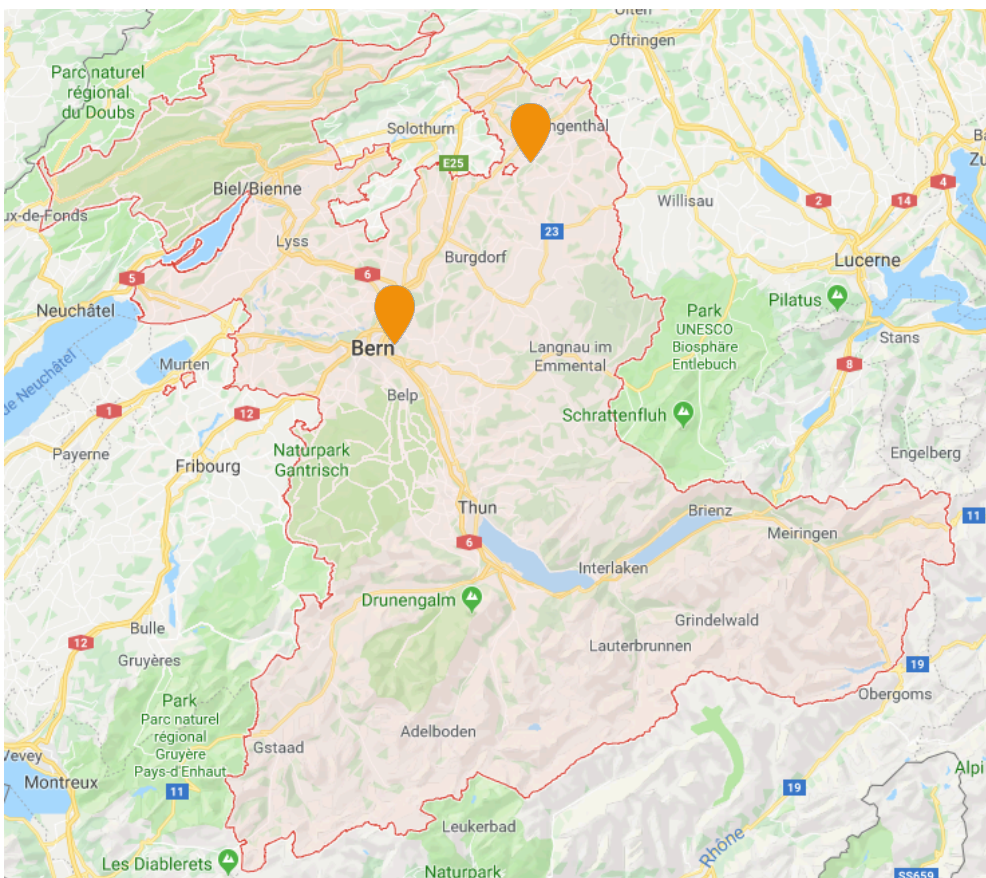 Olten
Oftringen
Parc naturel
régional
du Doubs
Solothurn
ngenthal
E25
Biel/Bienne
Willisau
Zu
4
2
14
ux-de-Fonds
23
Lyss
Burgdorf
Lucerne
6
5
Neuchâtel
Pilatus
Park
UNESCO
Biosphäre
Entlebuch
Stans
Bern
Langnau im
Emmental
Murten
8
de Neuchâtel
Belp
1
12
Schrattenfluh
Payerne
Fribourg
Naturpark
Gantrisch
Engelberg
Thun
Brienz
11
Meiringen
6
Interlaken
Drunengalm
Grindelwald
Bulle
12
Lauterbrunnen
Gruyères
19
Obergoms
Park
Parc naturel
régional
Gruyère
Pays-d'Enhaut
Adelboden
Gstaad
Vevey
Montreux
11
Alpi
19
Leukerbad
Rhône
Les Diablerets
Naturpark
SS659